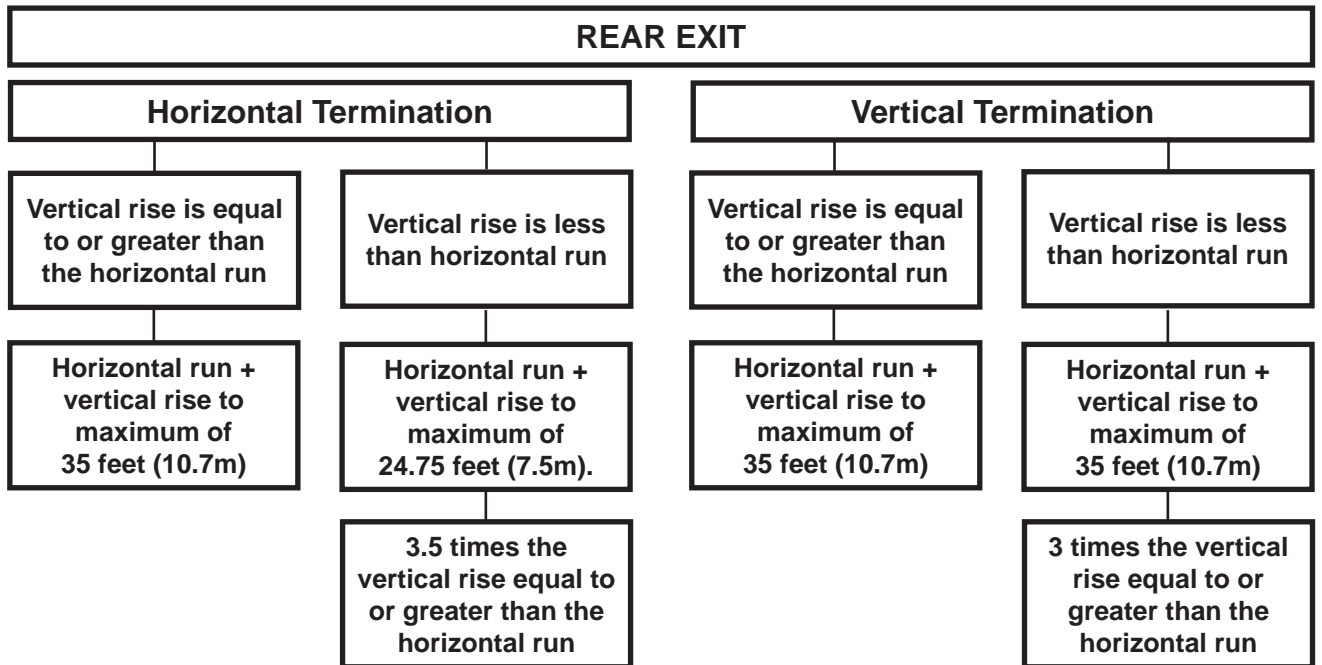 REAR EXIT
Horizontal Termination
Vertical rise is equal
to or greater than
the horizontal run
Horizontal run +
vertical rise to
maximum of
35 feet (10.7m)
Vertical rise is less
than horizontal run
Horizontal run +
vertical rise to
maximum of
24.75 feet (7.5m).
3.5 times the
vertical rise equal to
or greater than the
horizontal run
Vertical Termination
Vertical rise is equal
to or greater than
the horizontal run
Horizontal run +
vertical rise to
maximum of
35 feet (10.7m)
Vertical rise is less
than horizontal run
Horizontal run +
vertical rise to
maximum of
35 feet (10.7m)
3 times the vertical
rise equal to or
greater than the
horizontal run